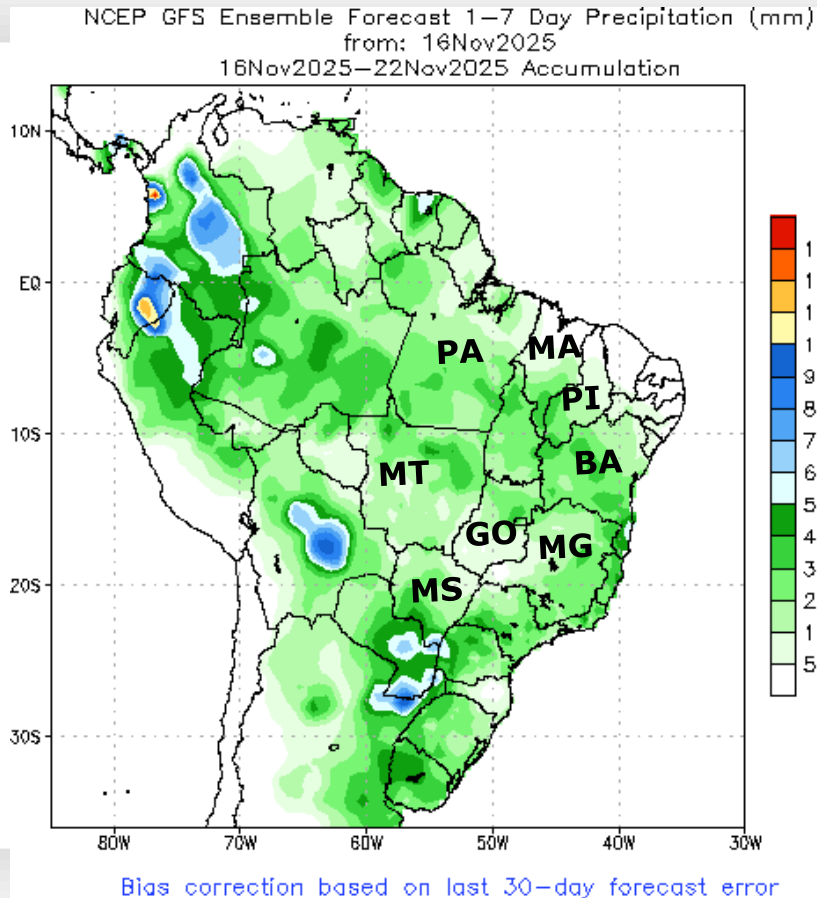 NCEP GFS Ensemble Forecast 1–7 Day Precipitation (mm)
from: 16Nov2025
16Nov2025–22Nov2025 Accumulation
10N
EQ
10S
20S
30S
80W
70W
60W
50W
40W
30W
PA
MA
PI
BA
MT
GO
MG
MS
1
1
1
1
9
8
7
6
5
4
3
2
1
5
Bias correction based on last 30–day forecast error